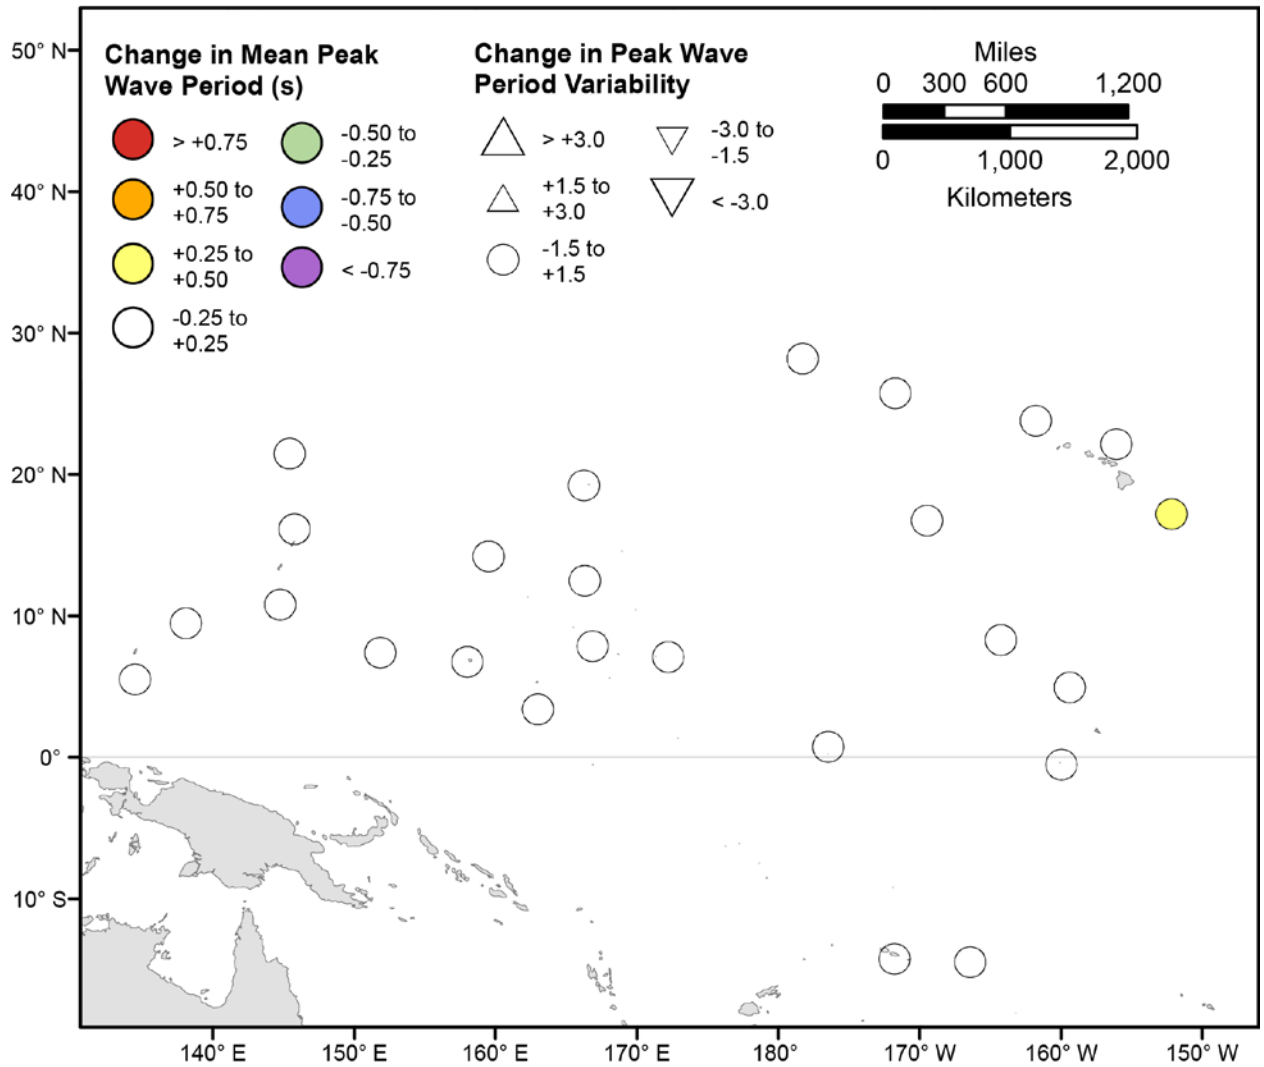 Change in Mean Peak
Wave Period (s)
> +0.75
+0.50 to
+0.75
+0.25 to
+0.50
-0.25 to
+0.25
-0.50 to
-0.25
-0.75 to
-0.50
< -0.75
Change in Peak Wave
Period Variability
> +3.0
+1.5 to
+3.0
-1.5 to
+1.5
-3.0 to
-1.5
< -3.0
Miles
0 300 600 1,200
0 1,000 2,000
Kilometers
50° N
40° N
30° N
20° N
10° N
0°
10° S
140° E 150° E 160° E 170° E 180° 170° W 160° W 150° W